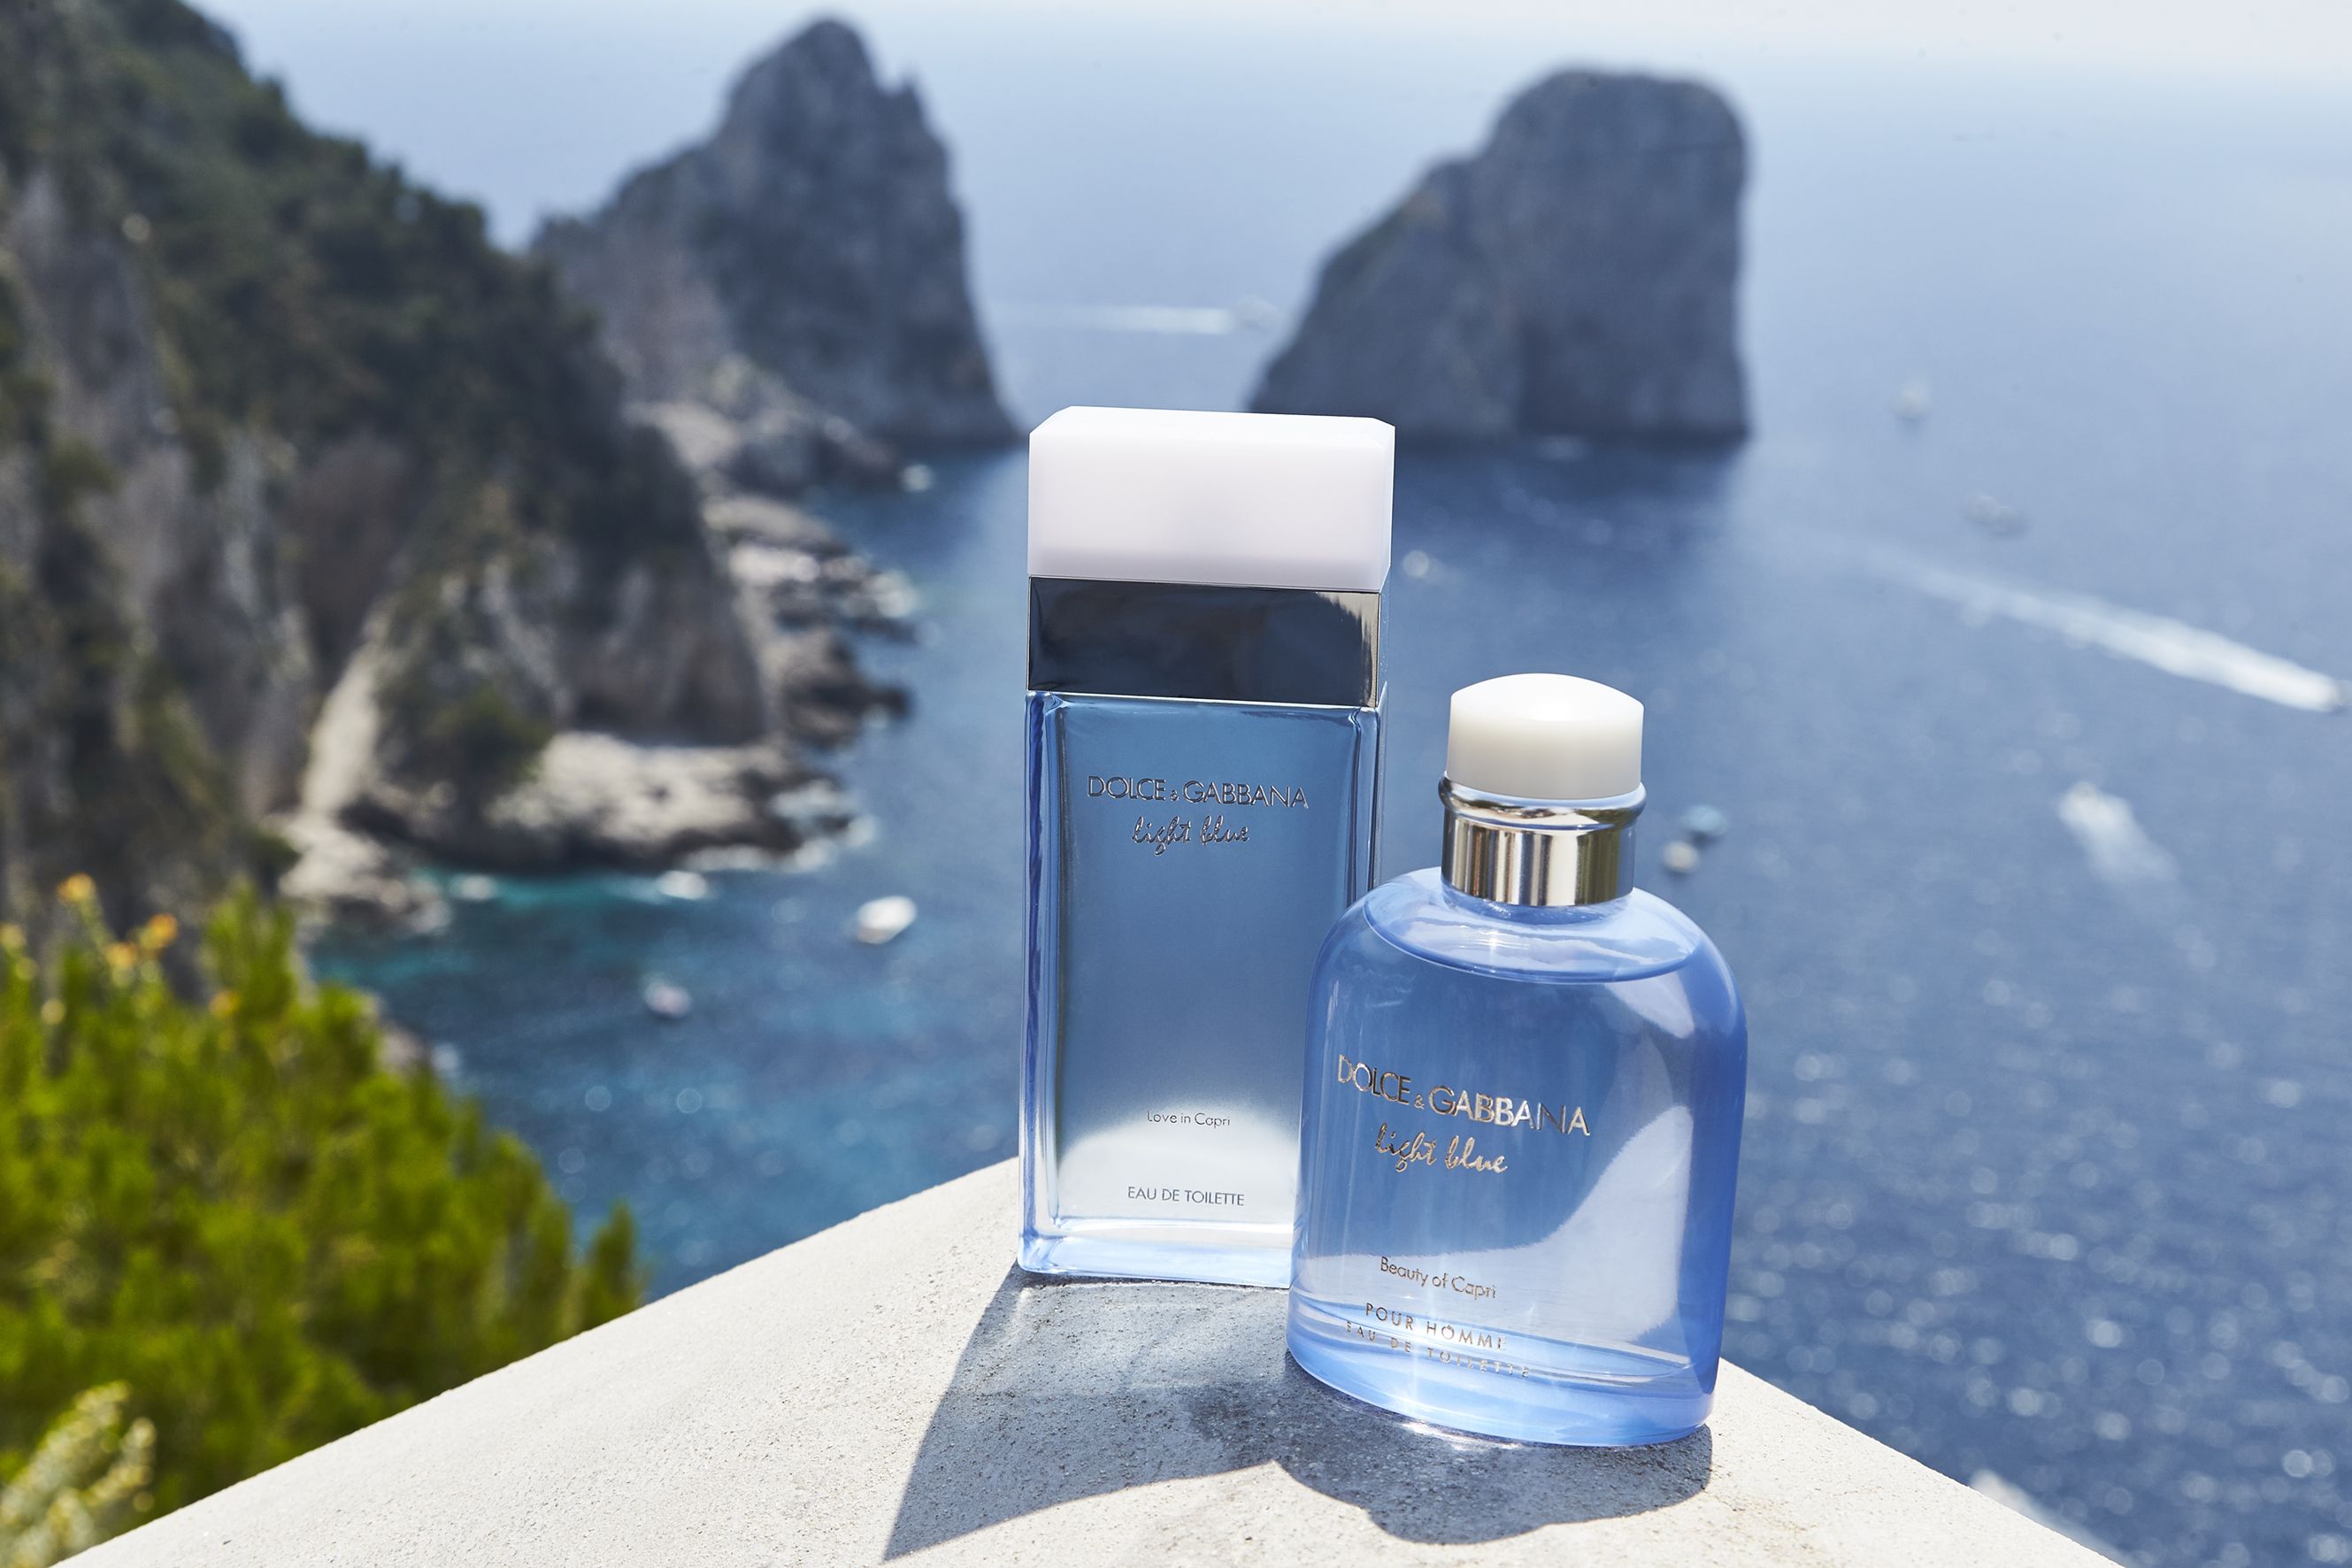 DOLCE & GABBANA
light blue
Love in Capri
EAU DE TOILETTE
DOLCE & GABBANA
light blue
Beauty of Capri
POUR HOMME
EAU DE TOILETTE